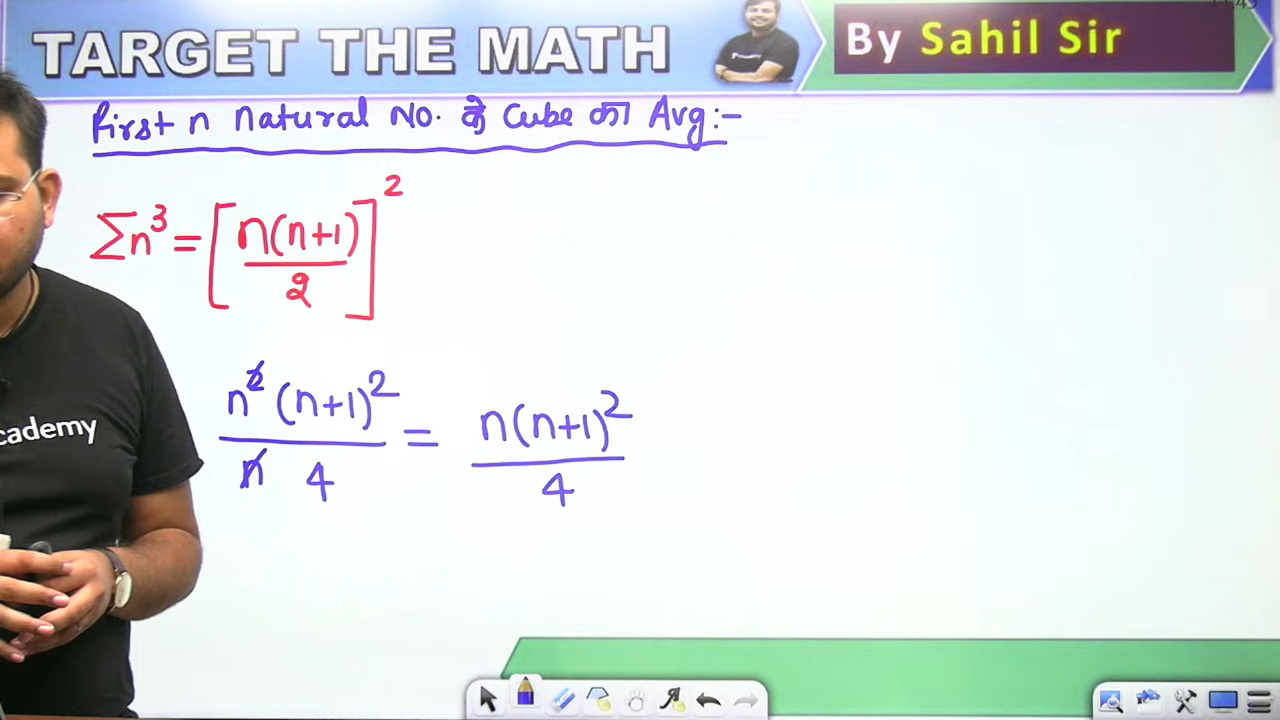 TARGET THE MATH
By Sahil Sir
First n Natural No. के Cube का Avg:-
Σn³ = [n(n+1)/2]²
n²(n+1)²/n 4 = n(n+1)²/4
cademy